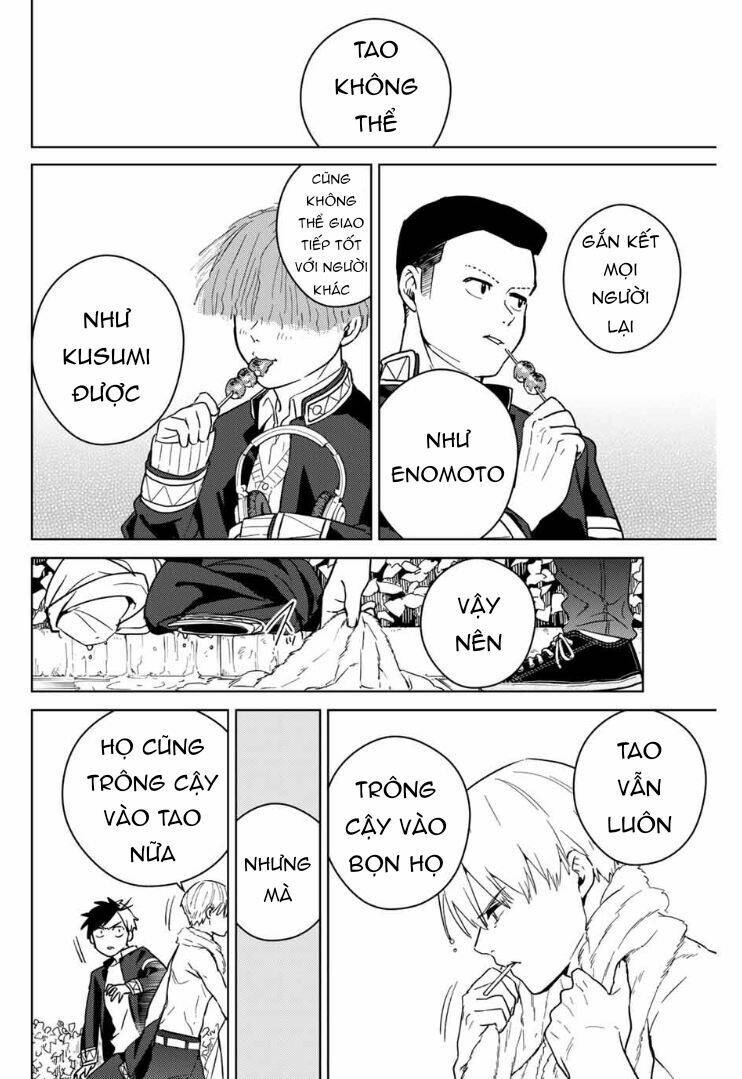 TAO
KHÔNG
THỂ
GẮN KẾT
MỌI
NGƯỜI
LẠI
NHƯ
ENOMOTO
CŨNG
KHÔNG
THỂ GIAO
TIẾP TỐT
VỚI NGƯỜI
KHÁC
NHƯ
KUSUMI
ĐƯỢC
VẬY
NÊN
TAO
VẪN
LUÔN
TRÔNG
CẬY VÀO
BỌN HỌ
NHƯNG
MÀ
HỌ CŨNG
TRÔNG CẬY
VÀO TAO
NỮA